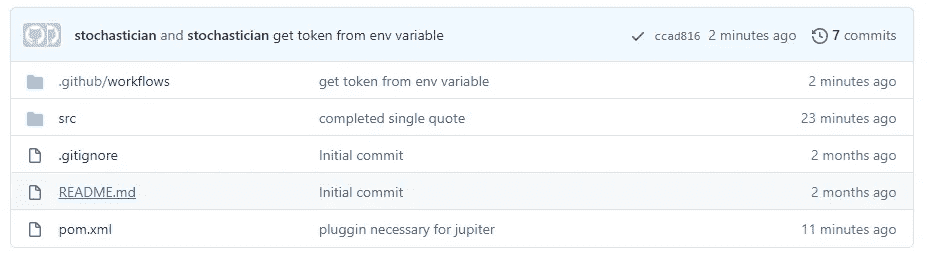 stochastician and stochastician get token from env variable ccad816 2 minutes ago 7 commits
.github/workflows get token from env variable 2 minutes ago
src completed single quote 23 minutes ago
.gitignore Initial commit 2 months ago
README.md Initial commit 2 months ago
pom.xml pluggin necessary for jupiter 11 minutes ago